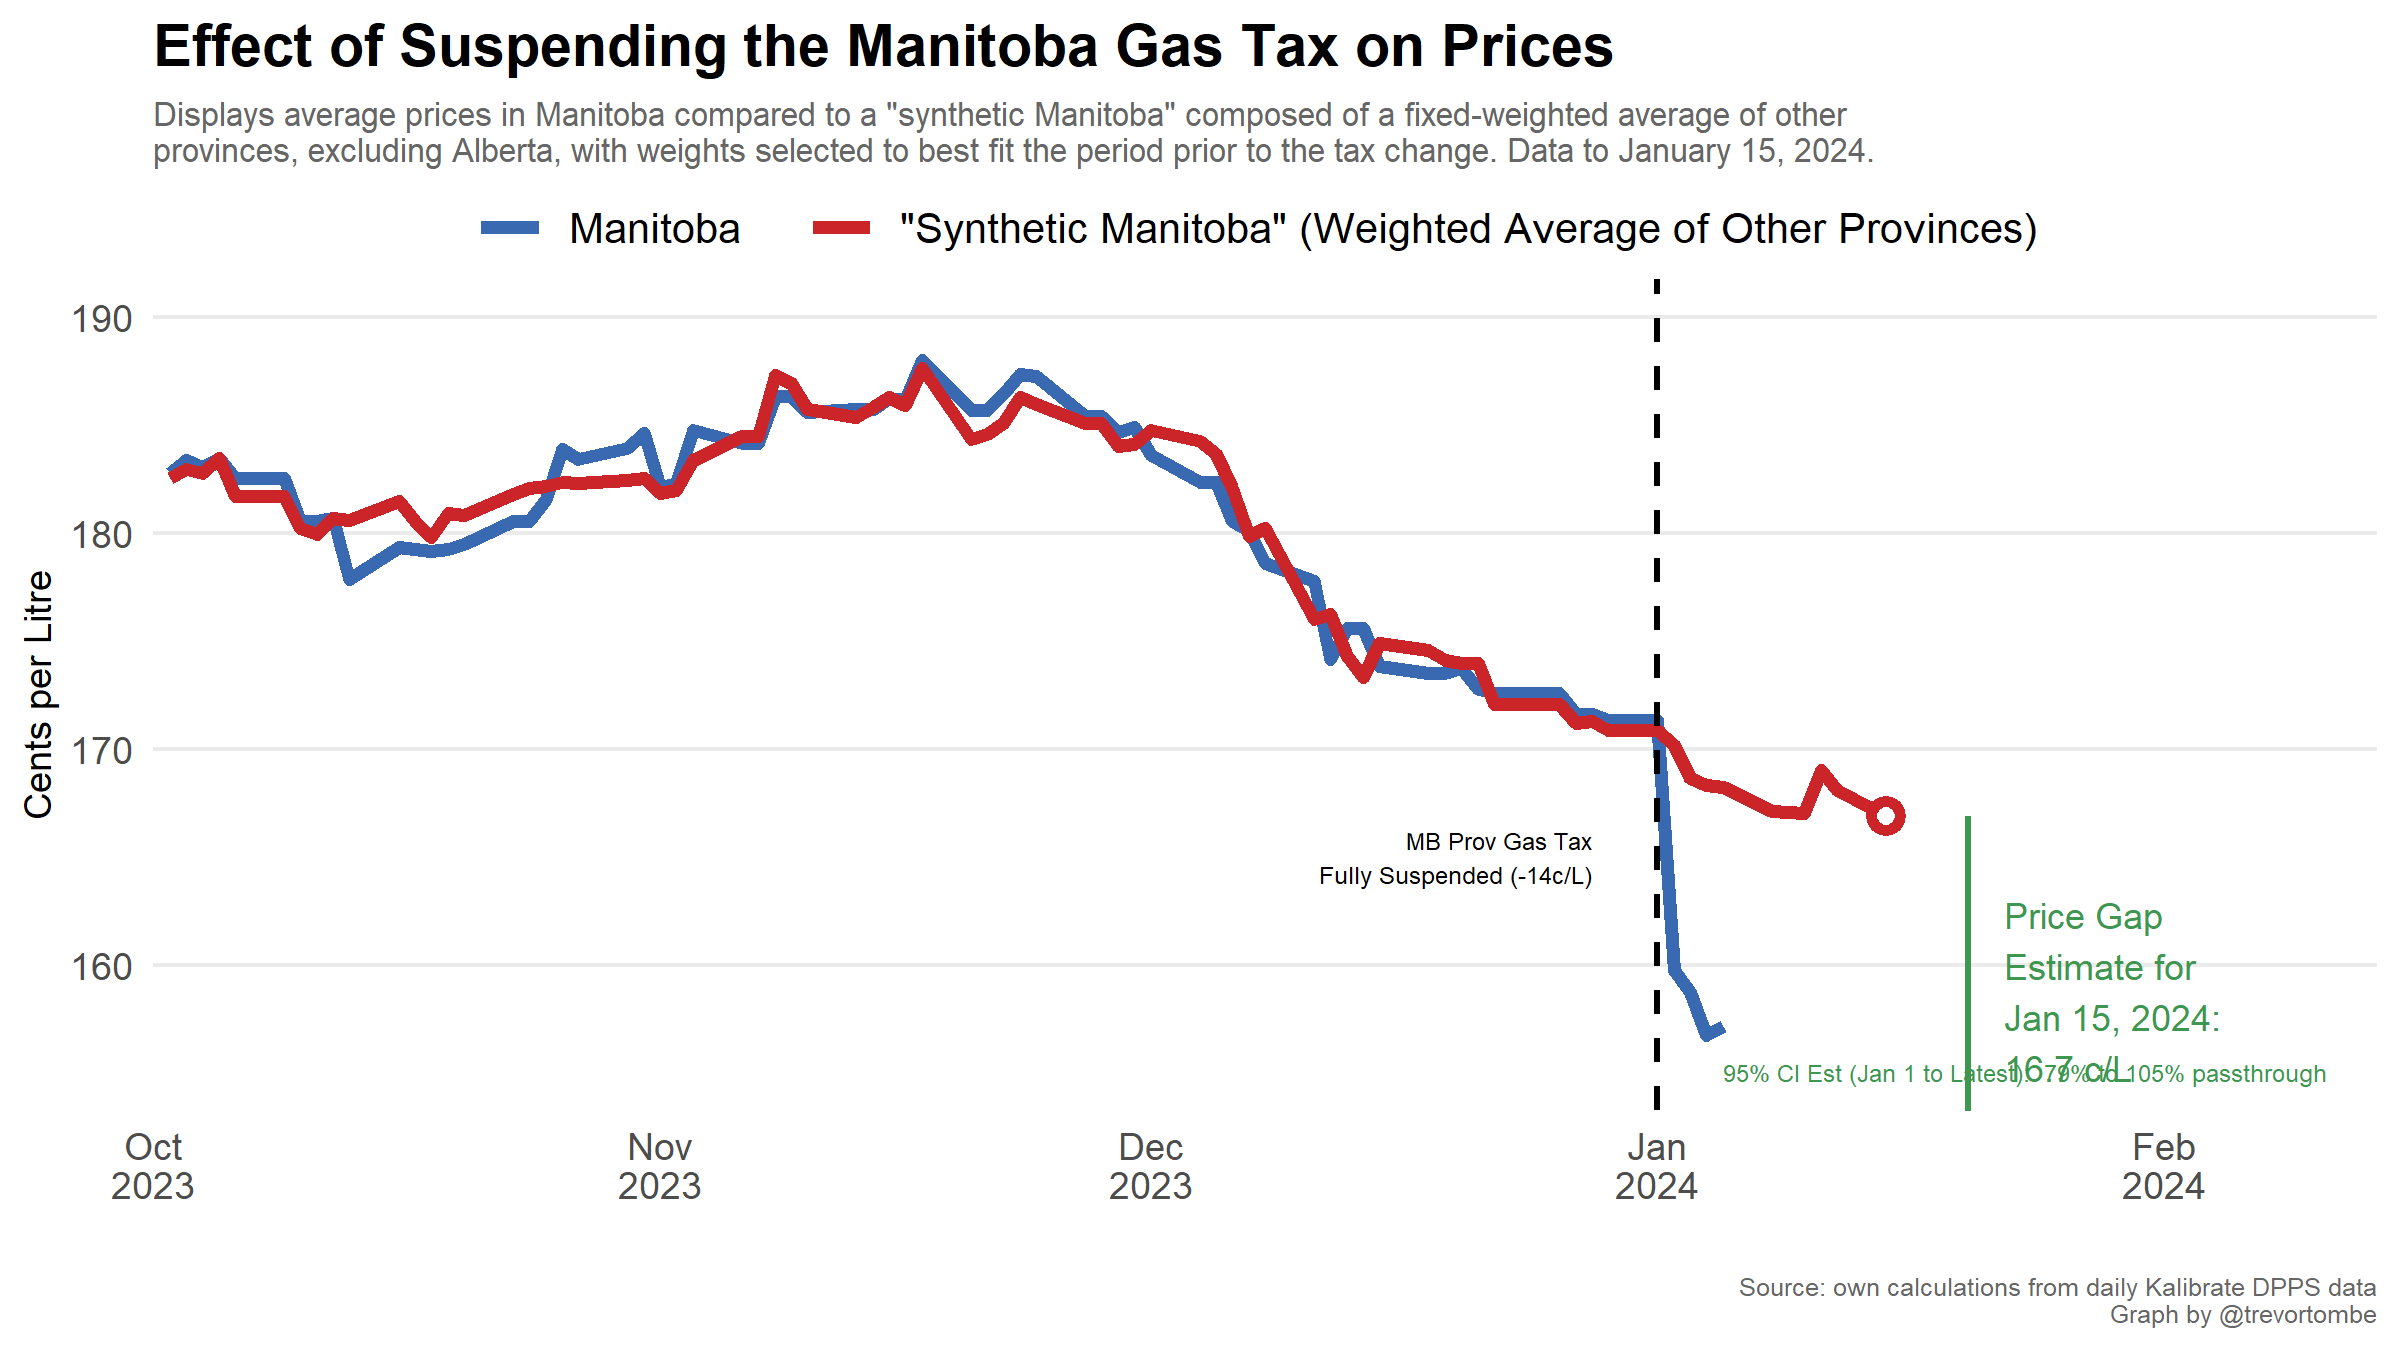 Effect of Suspending the Manitoba Gas Tax on Prices
Displays average prices in Manitoba compared to a "synthetic Manitoba" composed of a fixed-weighted average of other
provinces, excluding Alberta, with weights selected to best fit the period prior to the tax change. Data to January 15, 2024.
Manitoba
"Synthetic Manitoba" (Weighted Average of Other Provinces)
190
180
170
160
Cents per Litre
MB Prov Gas Tax
Fully Suspended (-14c/L)
Price Gap
Estimate for
Jan 15, 2024:
16.7 c/L
95% CI Est (Jan 1 to Latest): 79% to 105% passthrough
Oct
2023
Nov
2023
Dec
2023
Jan
2024
Feb
2024
Source: own calculations from daily Kalibrate DPPS data
Graph by @trevortombe